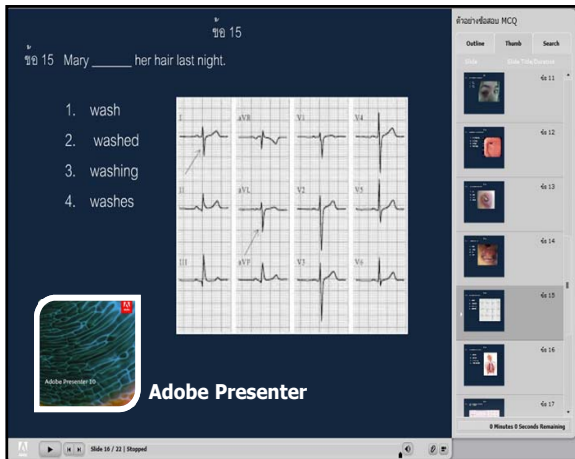 ข้อ 15
ข้อ 15 Mary ______ her hair last night.
1. wash
2. washed
3. washing
4. washes
I aVR V1 V4
II aVL V2 V5
III aVF V3 V6
Adobe Presenter 10
Adobe Presenter
Slide 16 / 22 | Stopped
ตัวอย่างข้อสอบ MCQ
Outline Thumb Search
Slide Slide Title Duration
ข้อ 11
ข้อ 12
ข้อ 13
ข้อ 14
ข้อ 15
ข้อ 16
ข้อ 17
0 Minutes 0 Seconds Remaining